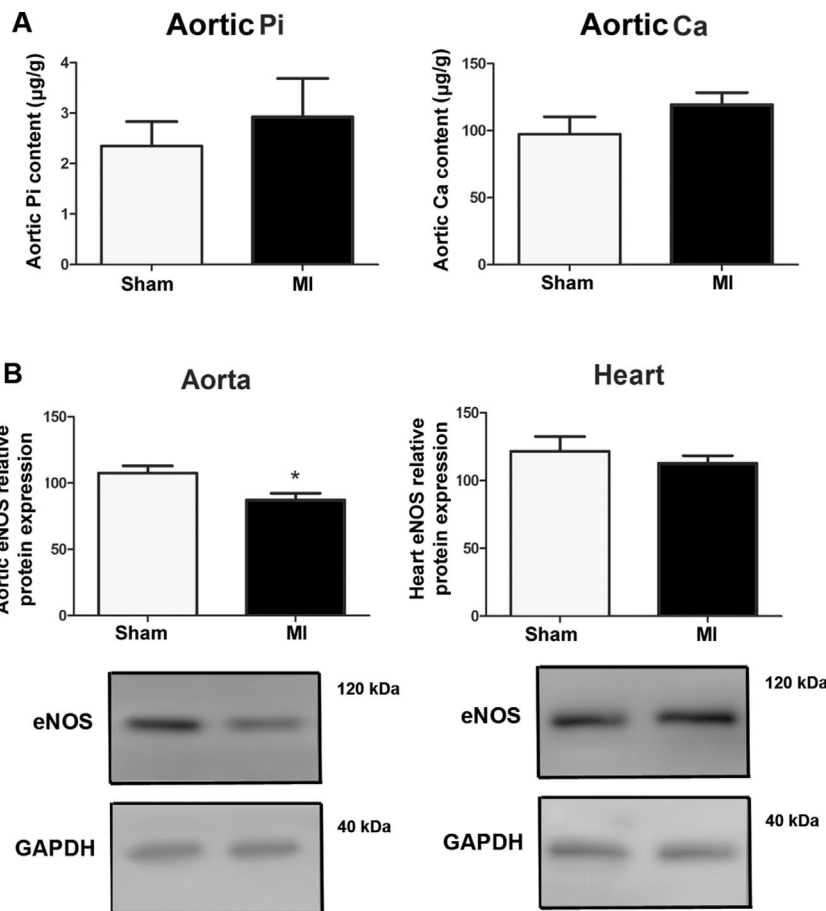 A
Aortic Pi
Aortic Pi content (µg/g)
4
3
2
1
0
Sham
MI
Aortic Ca
Aortic Ca content (µg/g)
150
100
50
0
Sham
MI
B
Aorta
Aortic eNOS relative
protein expression
150
100
50
0
*
Sham
MI
Heart
Heart eNOS relative
protein expression
150
100
50
0
Sham
MI
eNOS
120 kDa
GAPDH
40 kDa
eNOS
120 kDa
GAPDH
40 kDa